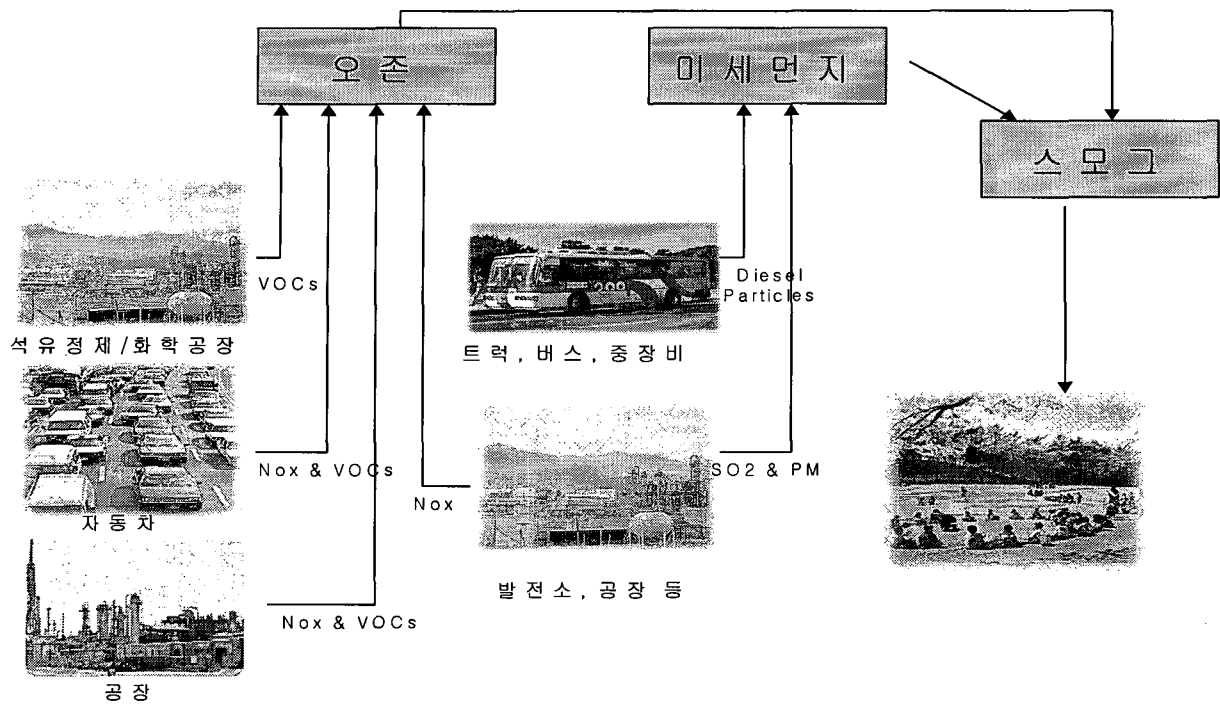 오존
미세먼지
스모그
VOCs
석유정제/화학공장
Diesel
Particles
트럭, 버스, 중장비
Nox & VOCs
자동차
Nox
SO2 & PM
발전소, 공장 등
Nox & VOCs
공장